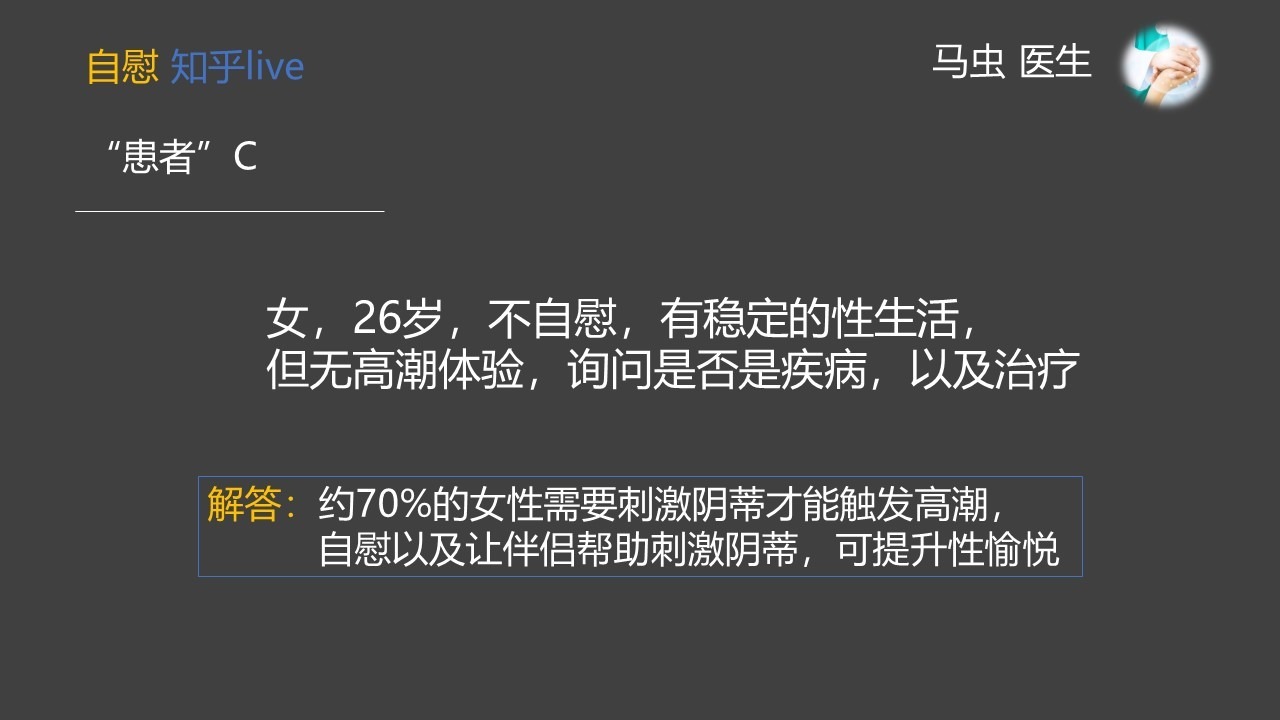 自慰 知乎live
马虫 医生
“患者”C
女，26岁，不自慰，有稳定的性生活，
但无高潮体验，询问是否是疾病，以及治疗
解答：约70%的女性需要刺激阴蒂才能触发高潮，
自慰以及让伴侣帮助刺激阴蒂，可提升性愉悦